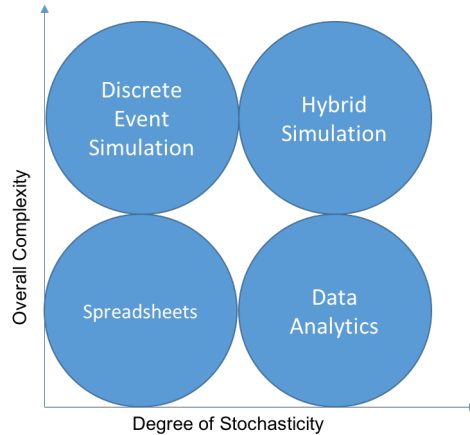 Overall Complexity
Discrete
Event
Simulation
Hybrid
Simulation
Spreadsheets
Data
Analytics
Degree of Stochasticity